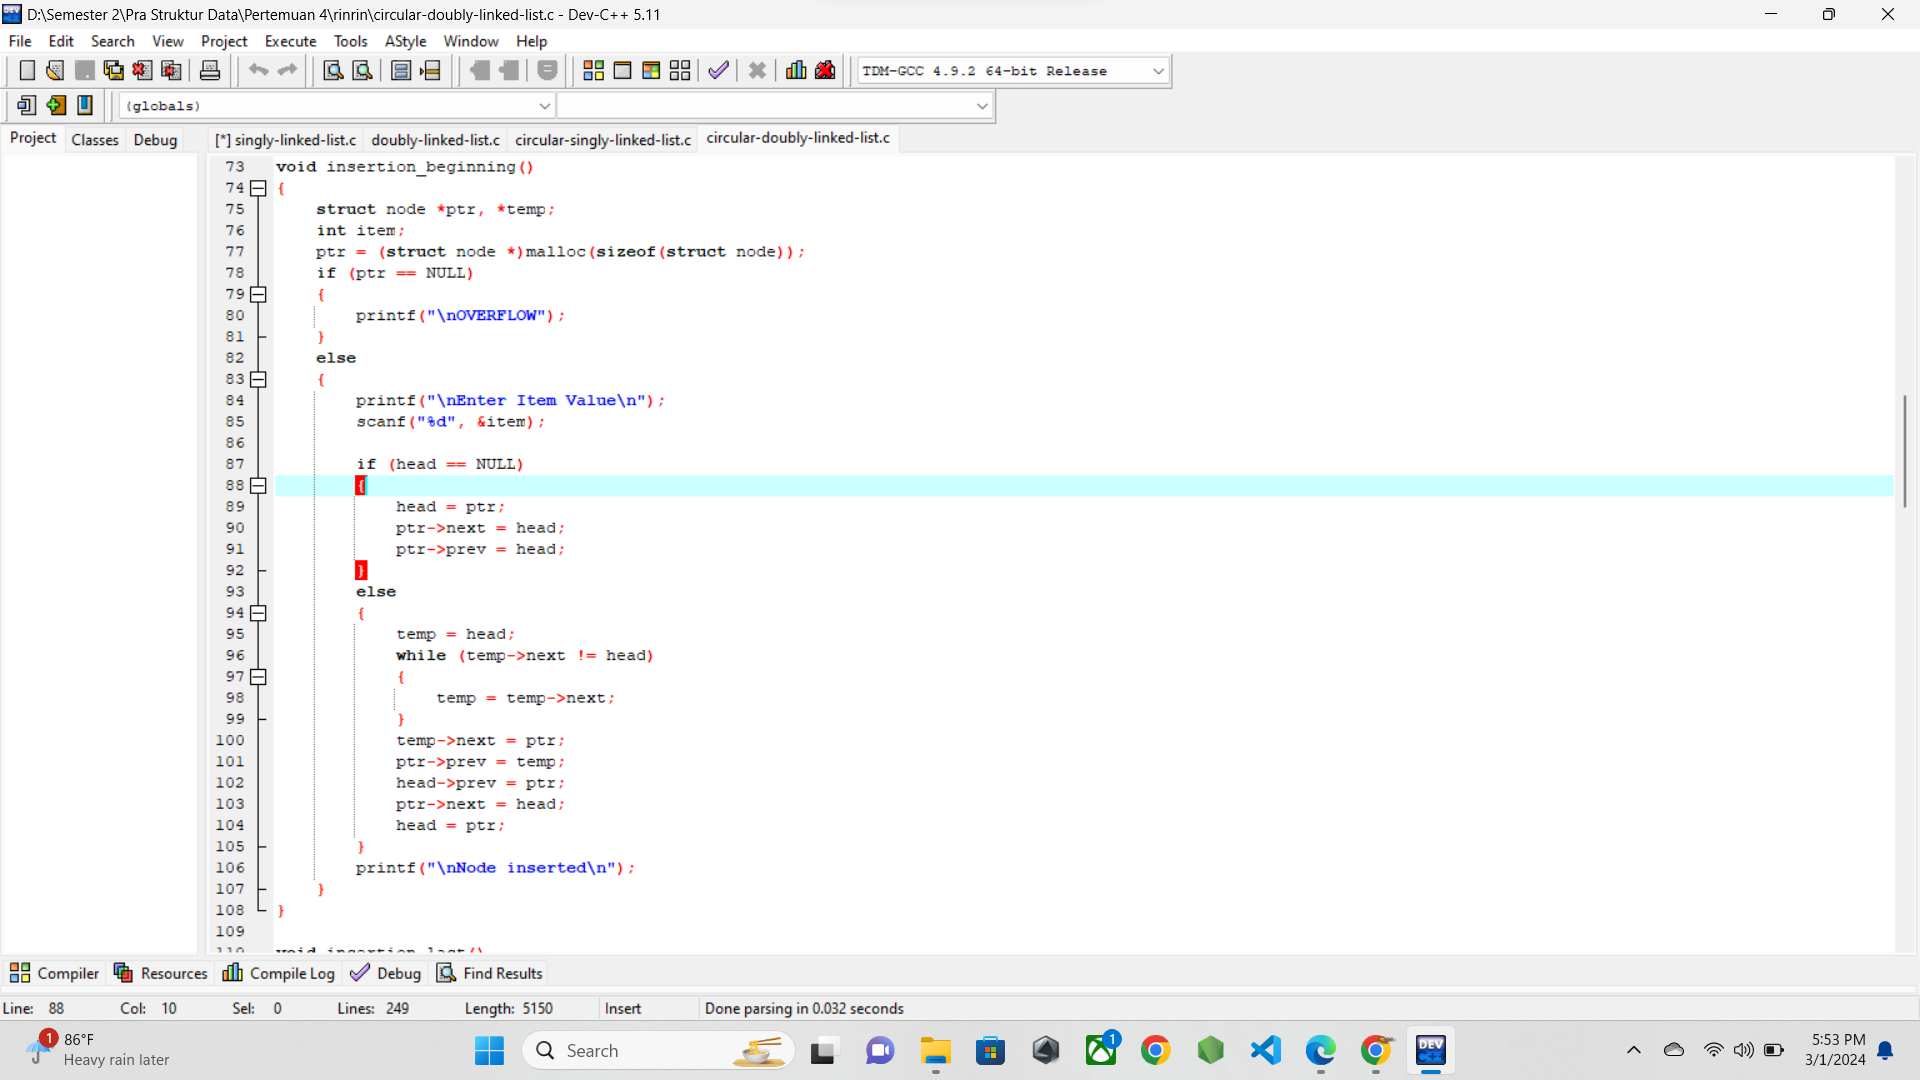 D:\Semester 2\Pra Struktur Data\Pertemuan 4\rinrin\circular-doubly-linked-list.c - Dev-C++ 5.11
File Edit Search View Project Execute Tools AStyle Window Help
TDM-GCC 4.9.2 64-bit Release
(globals)
Project Classes Debug [*] singly-linked-list.c doubly-linked-list.c circular-singly-linked-list.c circular-doubly-linked-list.c
73 void insertion_beginning()
74 {
75 struct node *ptr, *temp;
76 int item;
77 ptr = (struct node *)malloc(sizeof(struct node));
78 if (ptr == NULL)
79 {
80 printf("\nOVERFLOW");
81 }
82 else
83 {
84 printf("\nEnter Item Value\n");
85 scanf("%d", &item);
86
87 if (head == NULL)
88 {
89 head = ptr;
90 ptr->next = head;
91 ptr->prev = head;
92 }
93 else
94 {
95 temp = head;
96 while (temp->next != head)
97 {
98 temp = temp->next;
99 }
100 temp->next = ptr;
101 ptr->prev = temp;
102 head->prev = ptr;
103 ptr->next = head;
104 head = ptr;
105 }
106 printf("\nNode inserted\n");
107 }
108 }
109
110 void insertion_last()
Compiler Resources Compile Log Debug Find Results
Line: 88 Col: 10 Sel: 0 Lines: 249 Length: 5150 Insert Done parsing in 0.032 seconds
1 86°F
Heavy rain later
Search
1
DEV C++
5:53 PM
3/1/2024